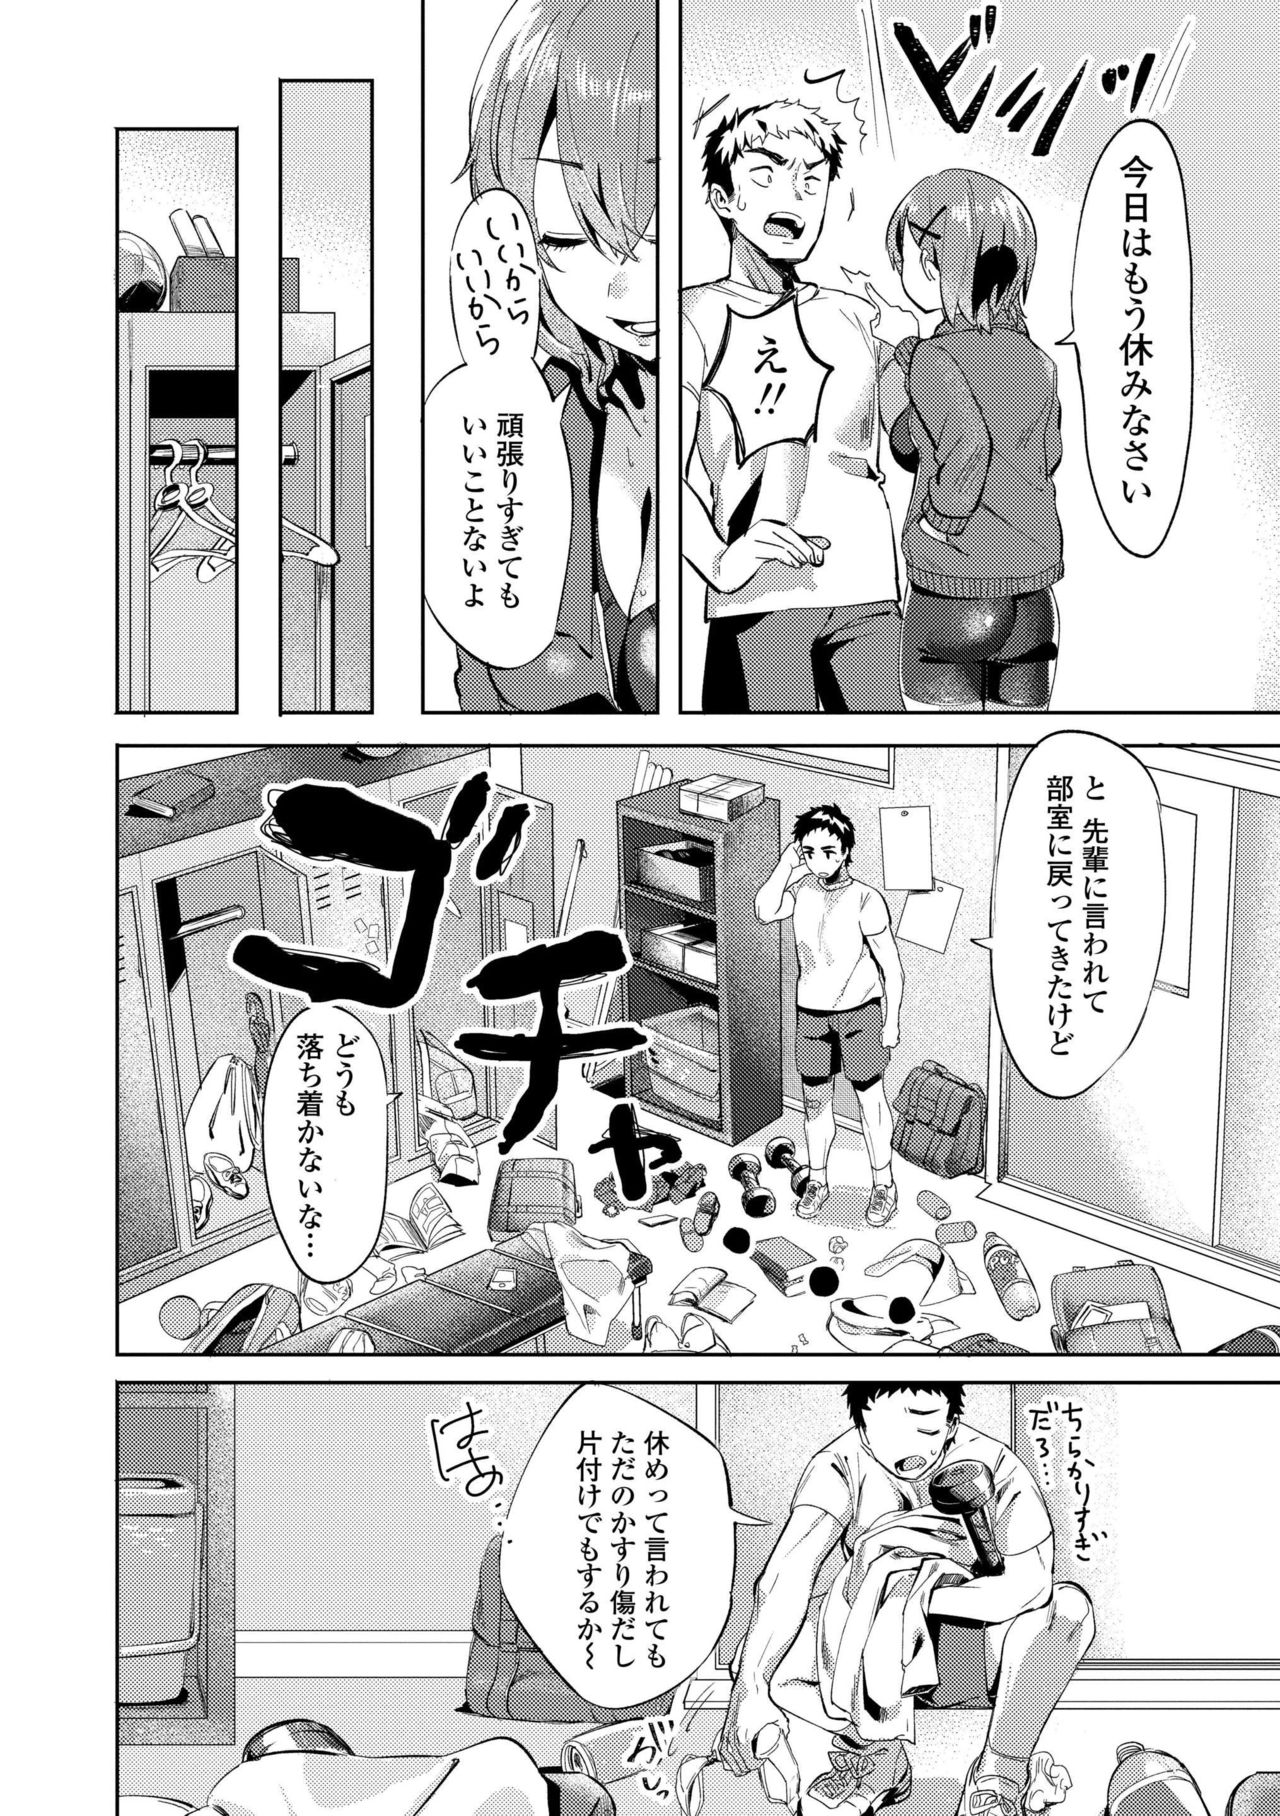 ビシッ
今日はもう休みなさい
え!!
いいから
いいから
頑張りすぎても
いいことないよ
と 先輩に言われて
部室に戻ってきたけど
ゴチャ
どうも
落ち着かないな…
ちらかりすぎ
だろ…
休めって言われても
ただのかすり傷だし
片付けでもするか〜
はぁ…